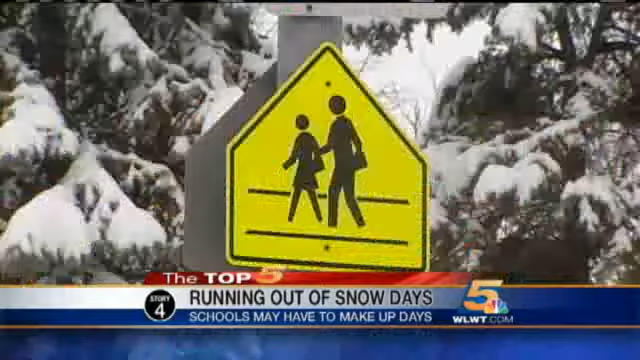 The TOP 5
STORY 4
RUNNING OUT OF SNOW DAYS
SCHOOLS MAY HAVE TO MAKE UP DAYS
5
WLWT.COM